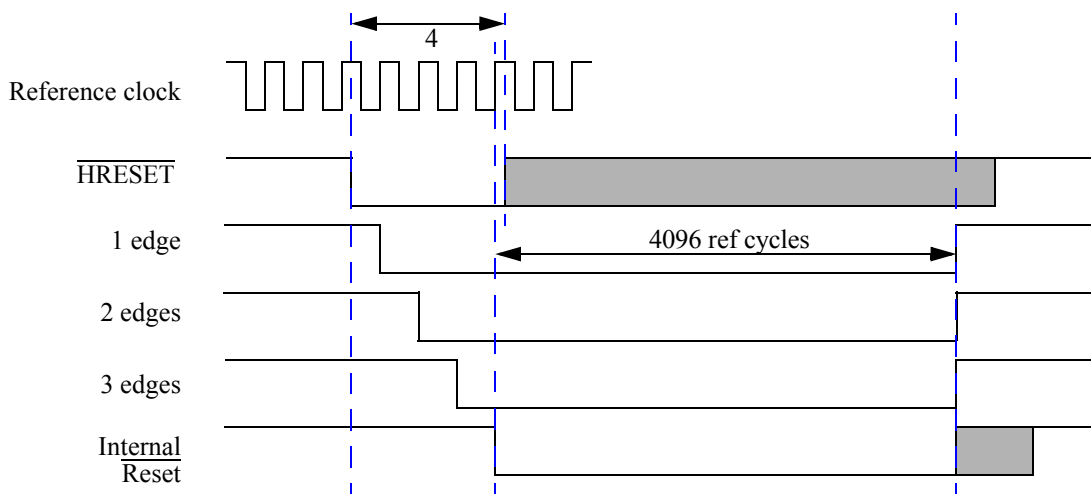 4
Reference clock
HRESET
1 edge
4096 ref cycles
2 edges
3 edges
Internal
Reset